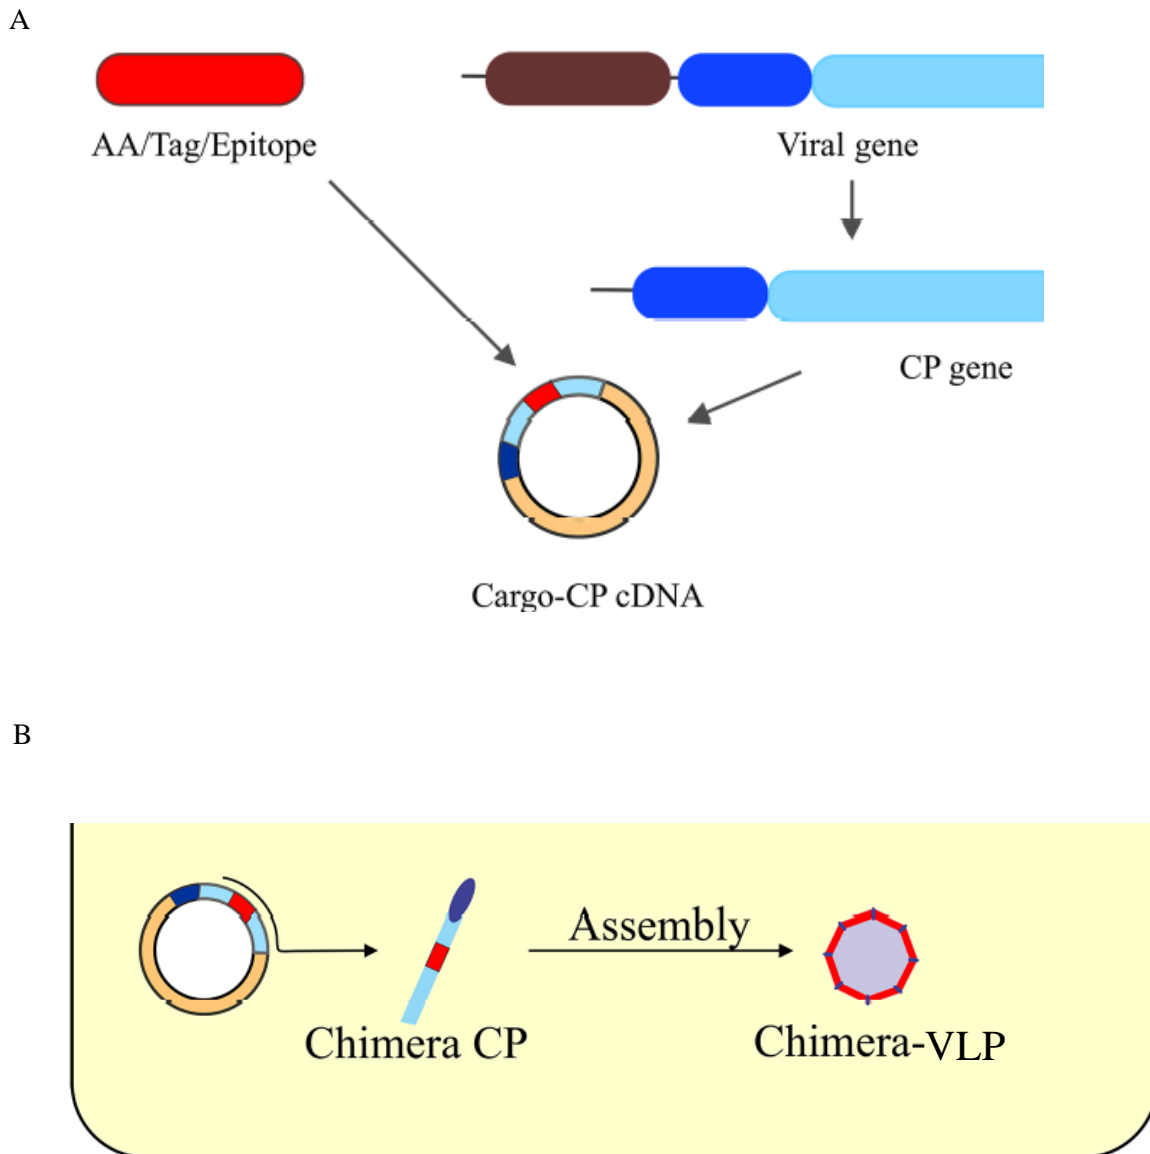 A
AA/Tag/Epitope
Viral gene
CP gene
Cargo-CP cDNA
B
Assembly
Chimera CP
Chimera-VLP